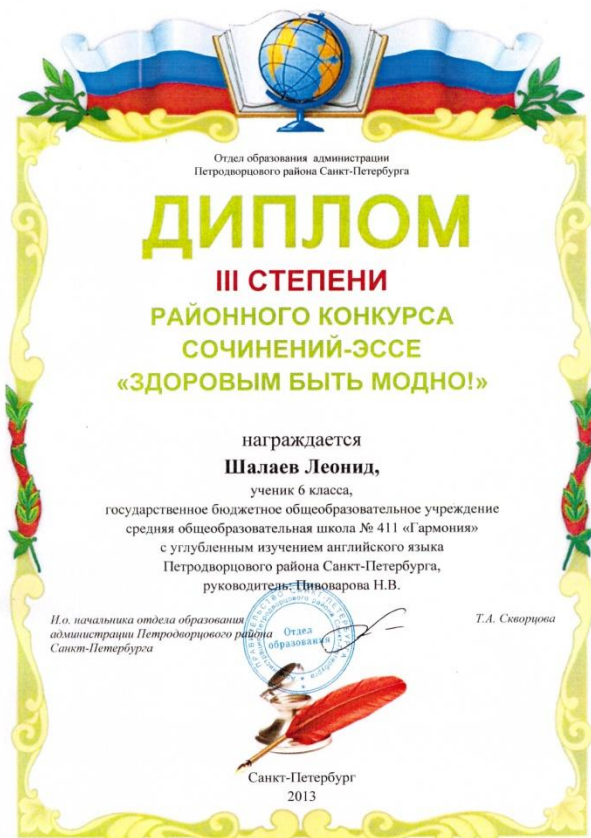 Отдел образования администрации
Петродворцового района Санкт-Петербурга
ДИПЛОМ
III СТЕПЕНИ
РАЙОННОГО КОНКУРСА
СОЧИНЕНИЙ-ЭССЕ
«ЗДОРОВЫМ БЫТЬ МОДНО!»
награждается
Шалаев Леонид,
ученик 6 класса,
государственное бюджетное общеобразовательное учреждение
средняя общеобразовательная школа № 411 «Гармония»
с углубленным изучением английского языка
Петродворцового района Санкт-Петербурга,
руководитель: Пивоварова Н.В.
И.о. начальника отдела образования
администрации Петродворцового района
Санкт-Петербурга
Т.А. Скворцова
ПРАВИТЕЛЬСТВО САНКТ-ПЕТЕРБУРГА
Отдел
образования
Санкт-Петербург
2013